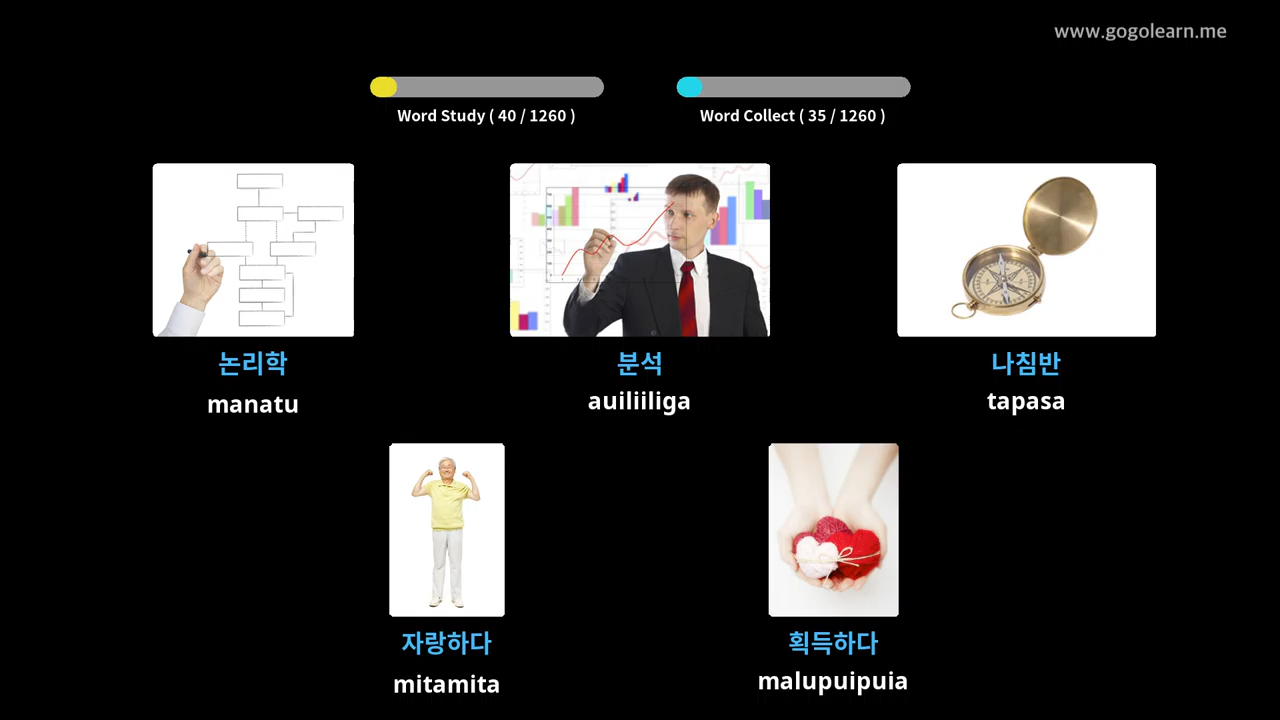 www.gogolearn.me
Word Study ( 40 / 1260 )
Word Collect ( 35 / 1260 )
논리학
manatu
분석
auiliiliga
나침반
tapasa
자랑하다
mitamita
획득하다
malupuipuia